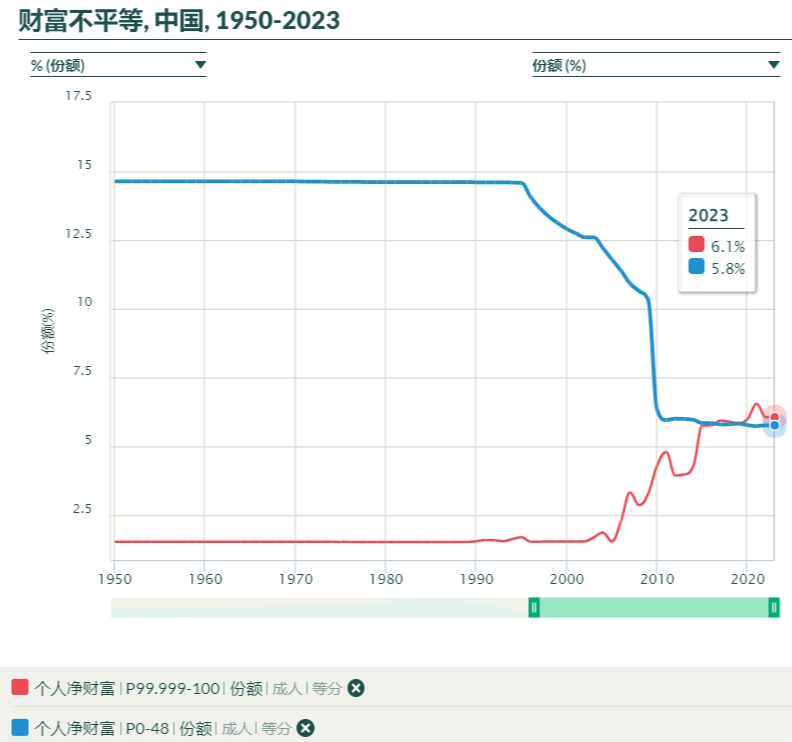 财富不平等, 中国, 1950-2023
% (份额)
份额 (%)
17.5
15
12.5
10
7.5
5
2.5
份额(%)
2023
6.1%
5.8%
1950 1960 1970 1980 1990 2000 2010 2020
个人净财富 | P99.999-100 | 份额 | 成人 | 等分
个人净财富 | P0-48 | 份额 | 成人 | 等分